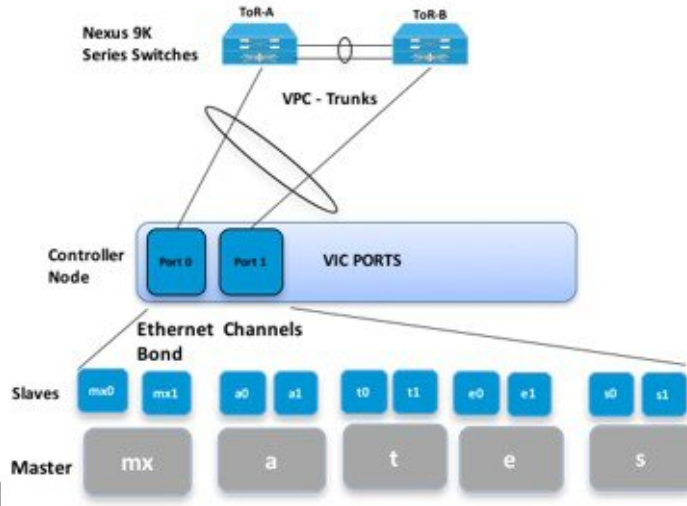 ToR-A
ToR-B
Nexus 9K
Series Switches
VPC - Trunks
Controller
Node
Port 0
Port 1
VIC PORTS
Ethernet Channels
Bond
Slaves
mx0
mx1
a0
a1
t0
t1
e0
e1
s0
s1
Master
mx
a
t
e
s